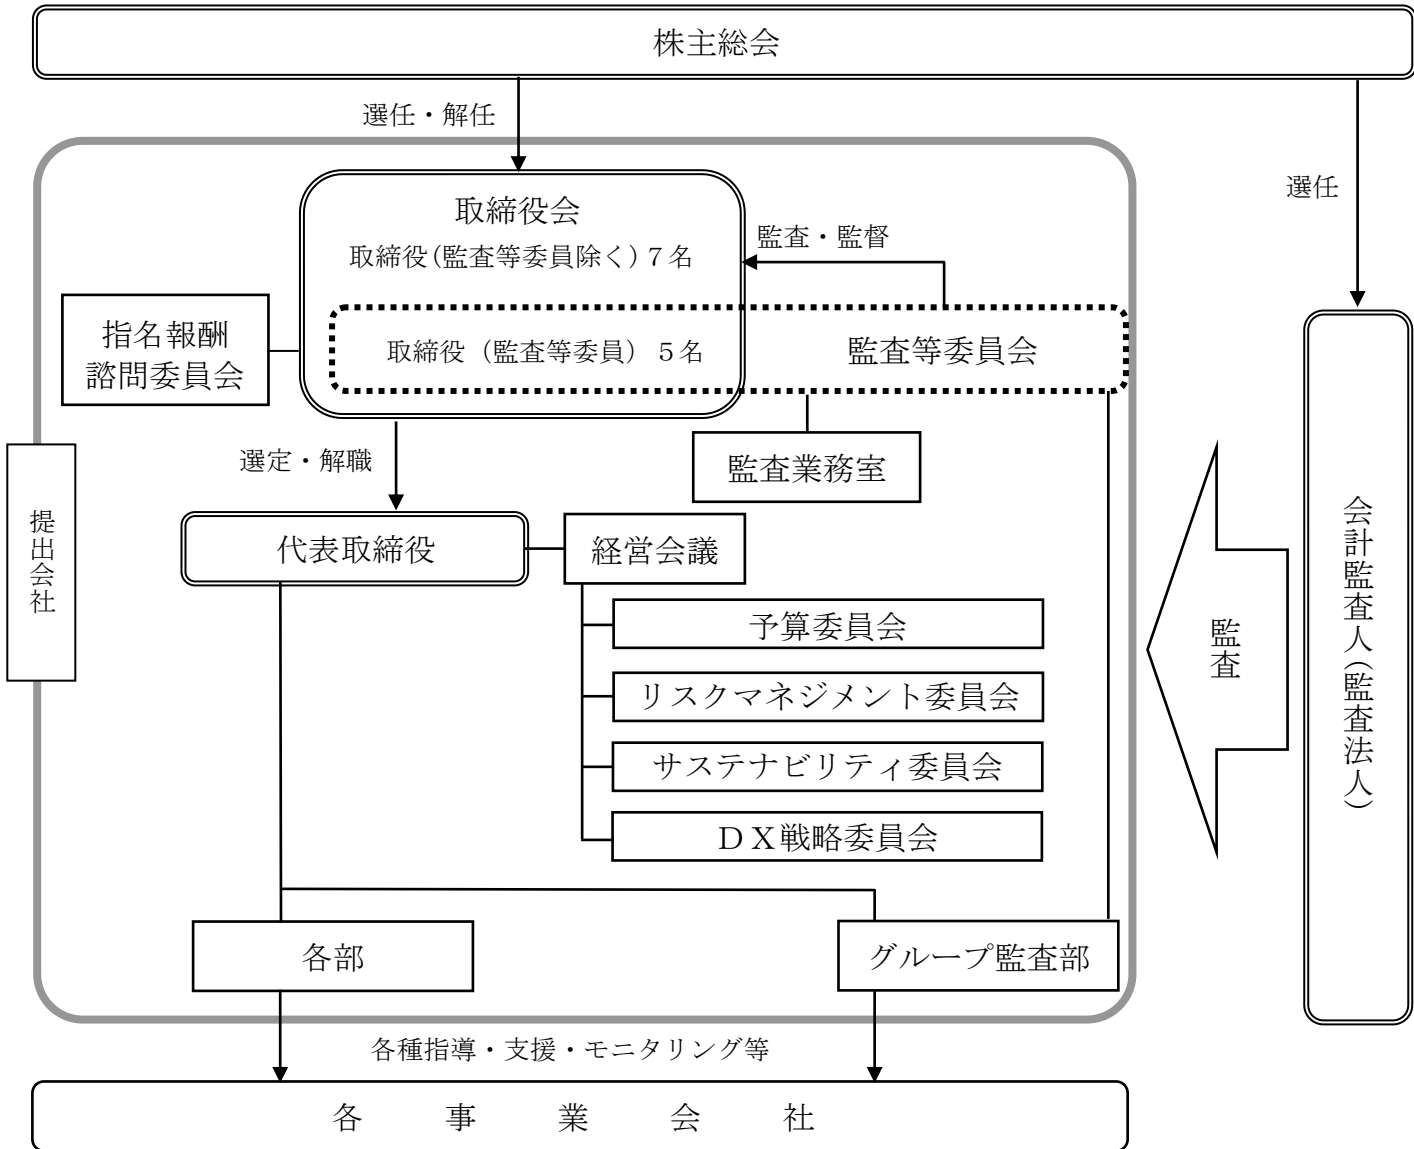 株主総会
選任・解任
選任
取締役会
取締役(監査等委員除く)７名
監査・監督
指名報酬
諮問委員会
取締役（監査等委員）５名
監査等委員会
選定・解職
監査業務室
提出会社
代表取締役
経営会議
会計監査人（監査法人）
予算委員会
監査
リスクマネジメント委員会
サステナビリティ委員会
ＤＸ戦略委員会
各部
グループ監査部
各種指導・支援・モニタリング等
各　事　業　会　社